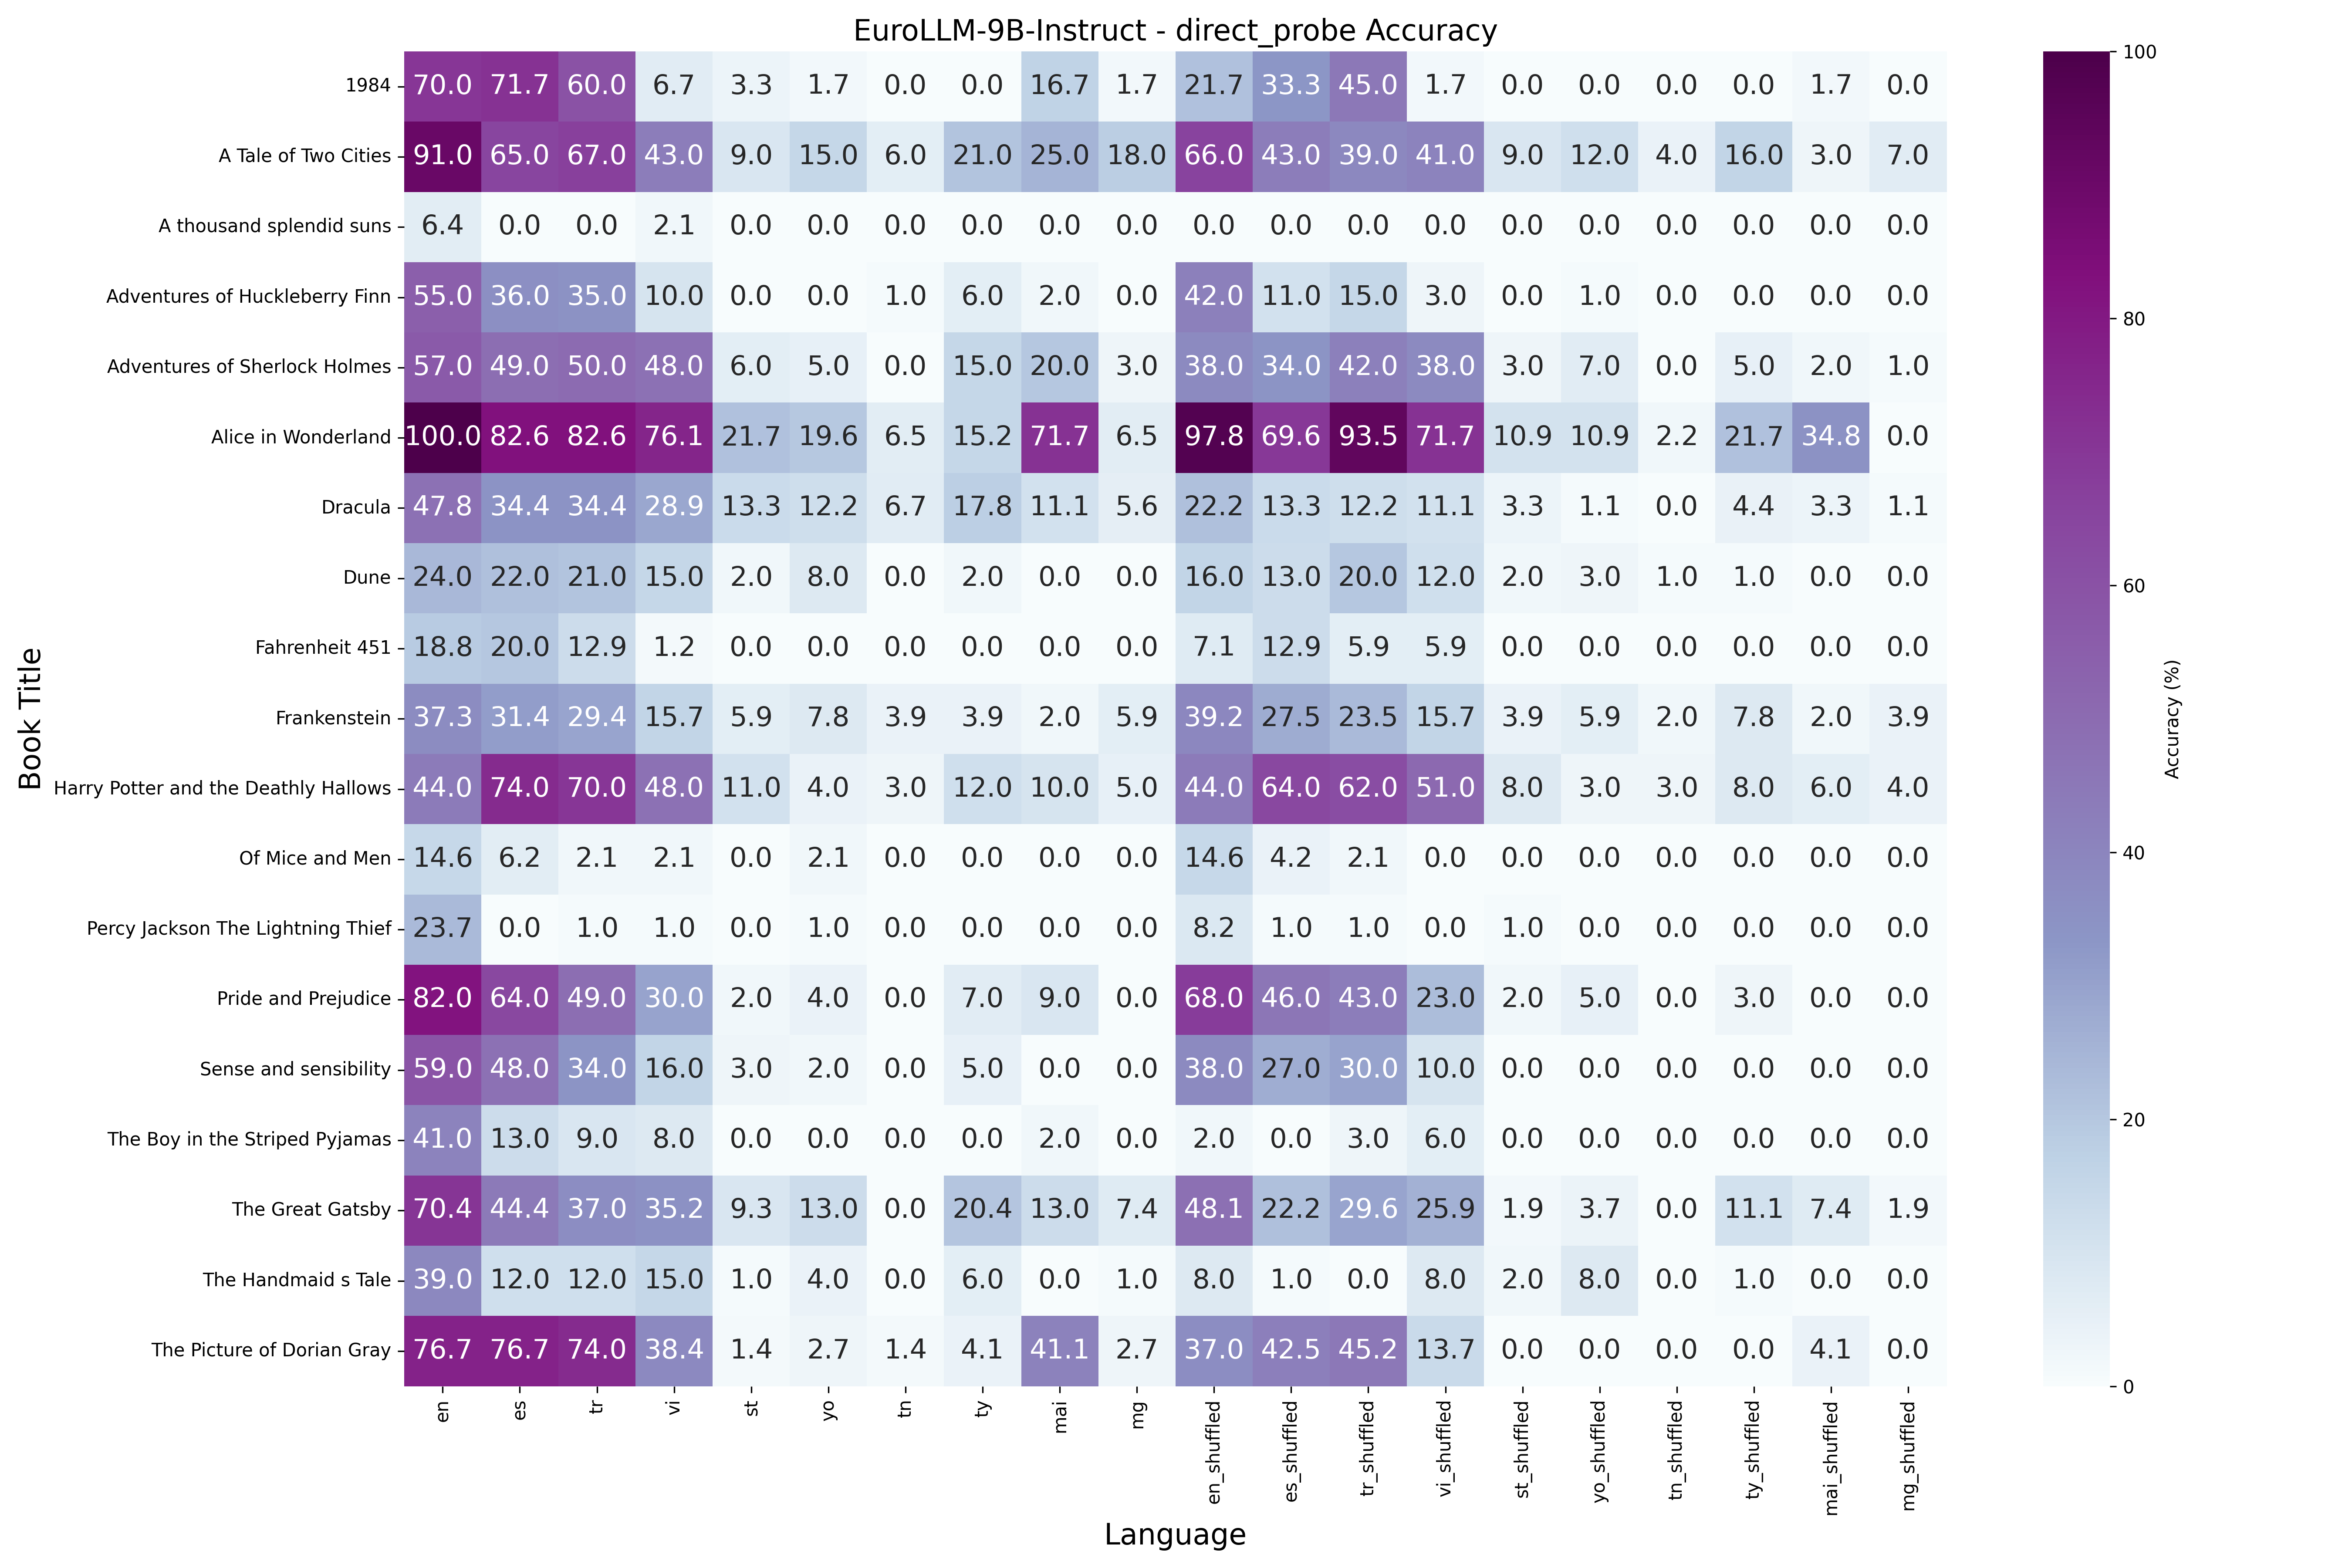 EuroLLM-9B-Instruct - direct_probe Accuracy
1984 70.0 71.7 60.0 6.7 3.3 1.7 0.0 0.0 16.7 1.7 21.7 33.3 45.0 1.7 0.0 0.0 0.0 0.0 1.7 0.0
A Tale of Two Cities 91.0 65.0 67.0 43.0 9.0 15.0 6.0 21.0 25.0 18.0 66.0 43.0 39.0 41.0 9.0 12.0 4.0 16.0 3.0 7.0
A thousand splendid suns 6.4 0.0 0.0 2.1 0.0 0.0 0.0 0.0 0.0 0.0 0.0 0.0 0.0 0.0 0.0 0.0 0.0 0.0 0.0 0.0
Adventures of Huckleberry Finn 55.0 36.0 35.0 10.0 0.0 0.0 1.0 6.0 2.0 0.0 42.0 11.0 15.0 3.0 0.0 1.0 0.0 0.0 0.0 0.0
Adventures of Sherlock Holmes 57.0 49.0 50.0 48.0 6.0 5.0 0.0 15.0 20.0 3.0 38.0 34.0 42.0 38.0 3.0 7.0 0.0 5.0 2.0 1.0
Alice in Wonderland 100.0 82.6 82.6 76.1 21.7 19.6 6.5 15.2 71.7 6.5 97.8 69.6 93.5 71.7 10.9 10.9 2.2 21.7 34.8 0.0
Dracula 47.8 34.4 34.4 28.9 13.3 12.2 6.7 17.8 11.1 5.6 22.2 13.3 12.2 11.1 3.3 1.1 0.0 4.4 3.3 1.1
Dune 24.0 22.0 21.0 15.0 2.0 8.0 0.0 2.0 0.0 0.0 16.0 13.0 20.0 12.0 2.0 3.0 1.0 1.0 0.0 0.0
Fahrenheit 451 18.8 20.0 12.9 1.2 0.0 0.0 0.0 0.0 0.0 0.0 7.1 12.9 5.9 5.9 0.0 0.0 0.0 0.0 0.0 0.0
Frankenstein 37.3 31.4 29.4 15.7 5.9 7.8 3.9 3.9 2.0 5.9 39.2 27.5 23.5 15.7 3.9 5.9 2.0 7.8 2.0 3.9
Harry Potter and the Deathly Hallows 44.0 74.0 70.0 48.0 11.0 4.0 3.0 12.0 10.0 5.0 44.0 64.0 62.0 51.0 8.0 3.0 3.0 8.0 6.0 4.0
Of Mice and Men 14.6 6.2 2.1 2.1 0.0 2.1 0.0 0.0 0.0 0.0 14.6 4.2 2.1 0.0 0.0 0.0 0.0 0.0 0.0 0.0
Percy Jackson The Lightning Thief 23.7 0.0 1.0 1.0 0.0 1.0 0.0 0.0 0.0 0.0 8.2 1.0 1.0 0.0 1.0 0.0 0.0 0.0 0.0 0.0
Pride and Prejudice 82.0 64.0 49.0 30.0 2.0 4.0 0.0 7.0 9.0 0.0 68.0 46.0 43.0 23.0 2.0 5.0 0.0 3.0 0.0 0.0
Sense and sensibility 59.0 48.0 34.0 16.0 3.0 2.0 0.0 5.0 0.0 0.0 38.0 27.0 30.0 10.0 0.0 0.0 0.0 0.0 0.0 0.0
The Boy in the Striped Pyjamas 41.0 13.0 9.0 8.0 0.0 0.0 0.0 0.0 2.0 0.0 2.0 0.0 3.0 6.0 0.0 0.0 0.0 0.0 0.0 0.0
The Great Gatsby 70.4 44.4 37.0 35.2 9.3 13.0 0.0 20.4 13.0 7.4 48.1 22.2 29.6 25.9 1.9 3.7 0.0 11.1 7.4 1.9
The Handmaid s Tale 39.0 12.0 12.0 15.0 1.0 4.0 0.0 6.0 0.0 1.0 8.0 1.0 0.0 8.0 2.0 8.0 0.0 1.0 0.0 0.0
The Picture of Dorian Gray 76.7 76.7 74.0 38.4 1.4 2.7 1.4 4.1 41.1 2.7 37.0 42.5 45.2 13.7 0.0 0.0 0.0 0.0 4.1 0.0
en es tr vi st yo tn ty mai mg en_shuffled es_shuffled tr_shuffled vi_shuffled st_shuffled yo_shuffled tn_shuffled ty_shuffled mai_shuffled mg_shuffled
Language
Book Title
100
80
60
40
20
0
Accuracy (%)